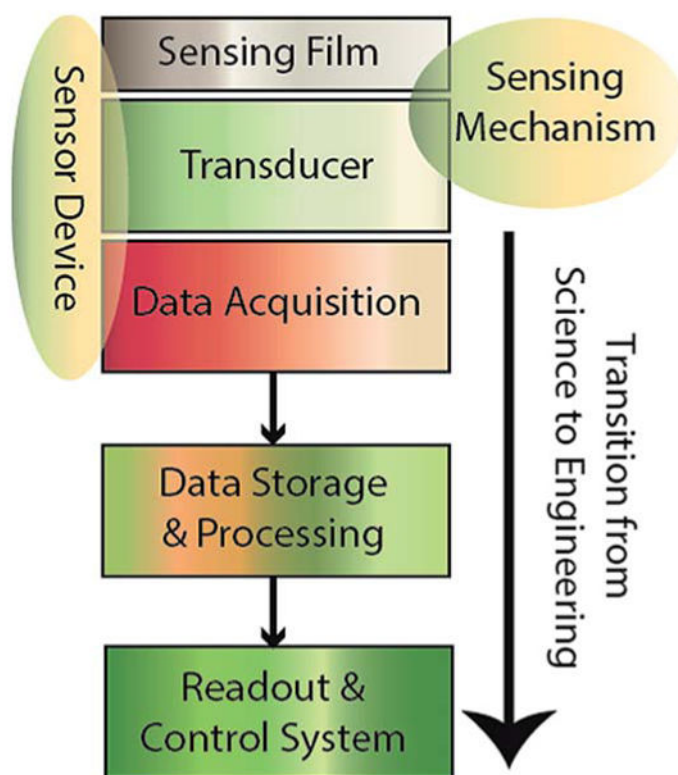 Sensing Film
Sensor Device
Sensing
Mechanism
Transducer
Data Acquisition
Transition from
Science to Engineering
Data Storage
& Processing
Readout &
Control System